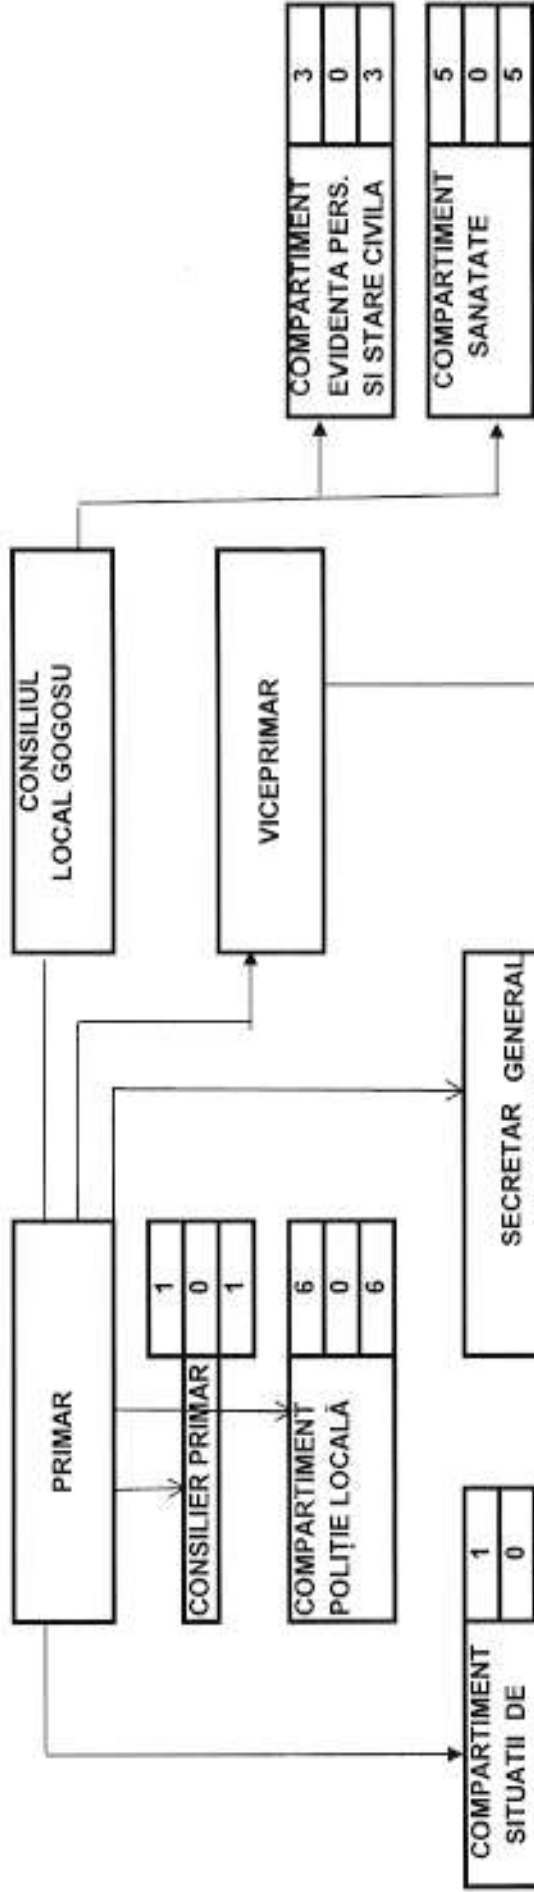 PRIMAR
CONSILIUL
LOCAL GOGOSU
CONSILIER PRIMAR
1
0
1
VICEPRIMAR
COMPARTIMENT
POLIȚIE LOCALĂ
6
0
6
COMPARTIMENT
EVIDENTA PERS.
SI STARE CIVILA
3
0
3
COMPARTIMENT
SANATATE
5
0
5
COMPARTIMENT
SITUATII DE
1
0
SECRETAR GENERAL